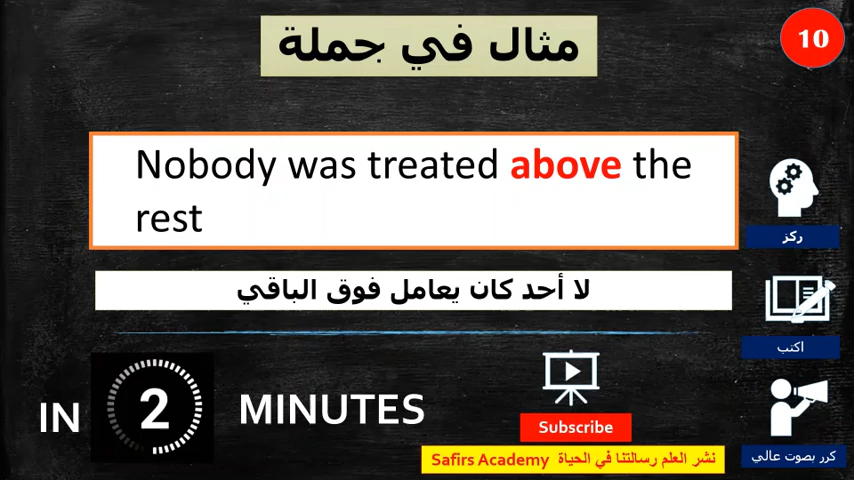 مثال في جملة
10
Nobody was treated above the
rest
لا أحد كان يعامل فوق الباقي
ركز
اكتب
كرر بصوت عالي
IN 2 MINUTES
Subscribe
Safirs Academy نشر العلم رسالتنا في الحياة